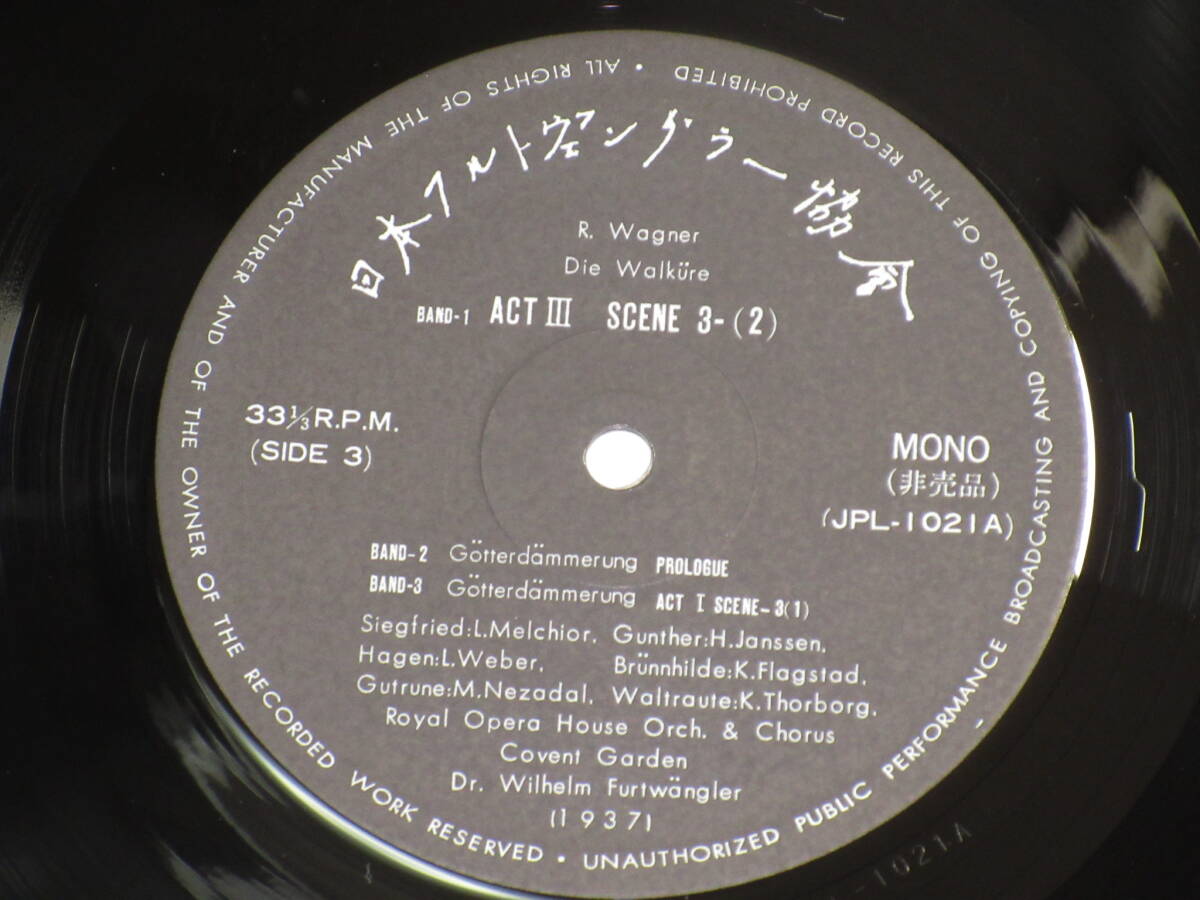 日本フルトヴェングラー協会
R. Wagner
Die Walküre
BAND-1 ACT III SCENE 3-(2)
33 1/3 R.P.M.
(SIDE 3)
MONO
(非売品)
(JPL-1021A)
BAND-2 Götterdämmerung PROLOGUE
BAND-3 Götterdämmerung ACT I SCENE-3(1)
Siegfried:L.Melchior, Gunther:H.Janssen,
Hagen:L.Weber, Brünnhilde:K.Flagstad,
Gutrune:M.Nezadal, Waltraute:K.Thorborg,
Royal Opera House Orch. & Chorus
Covent Garden
Dr. Wilhelm Furtwängler
(1937)
• ALL RIGHTS OF THE MANUFACTURER AND OF THE OWNER OF THE RECORDED WORK RESERVED • UNAUTHORIZED PUBLIC PERFORMANCE BROADCASTING AND COPYING OF THIS RECORD PROHIBITED
-1021A